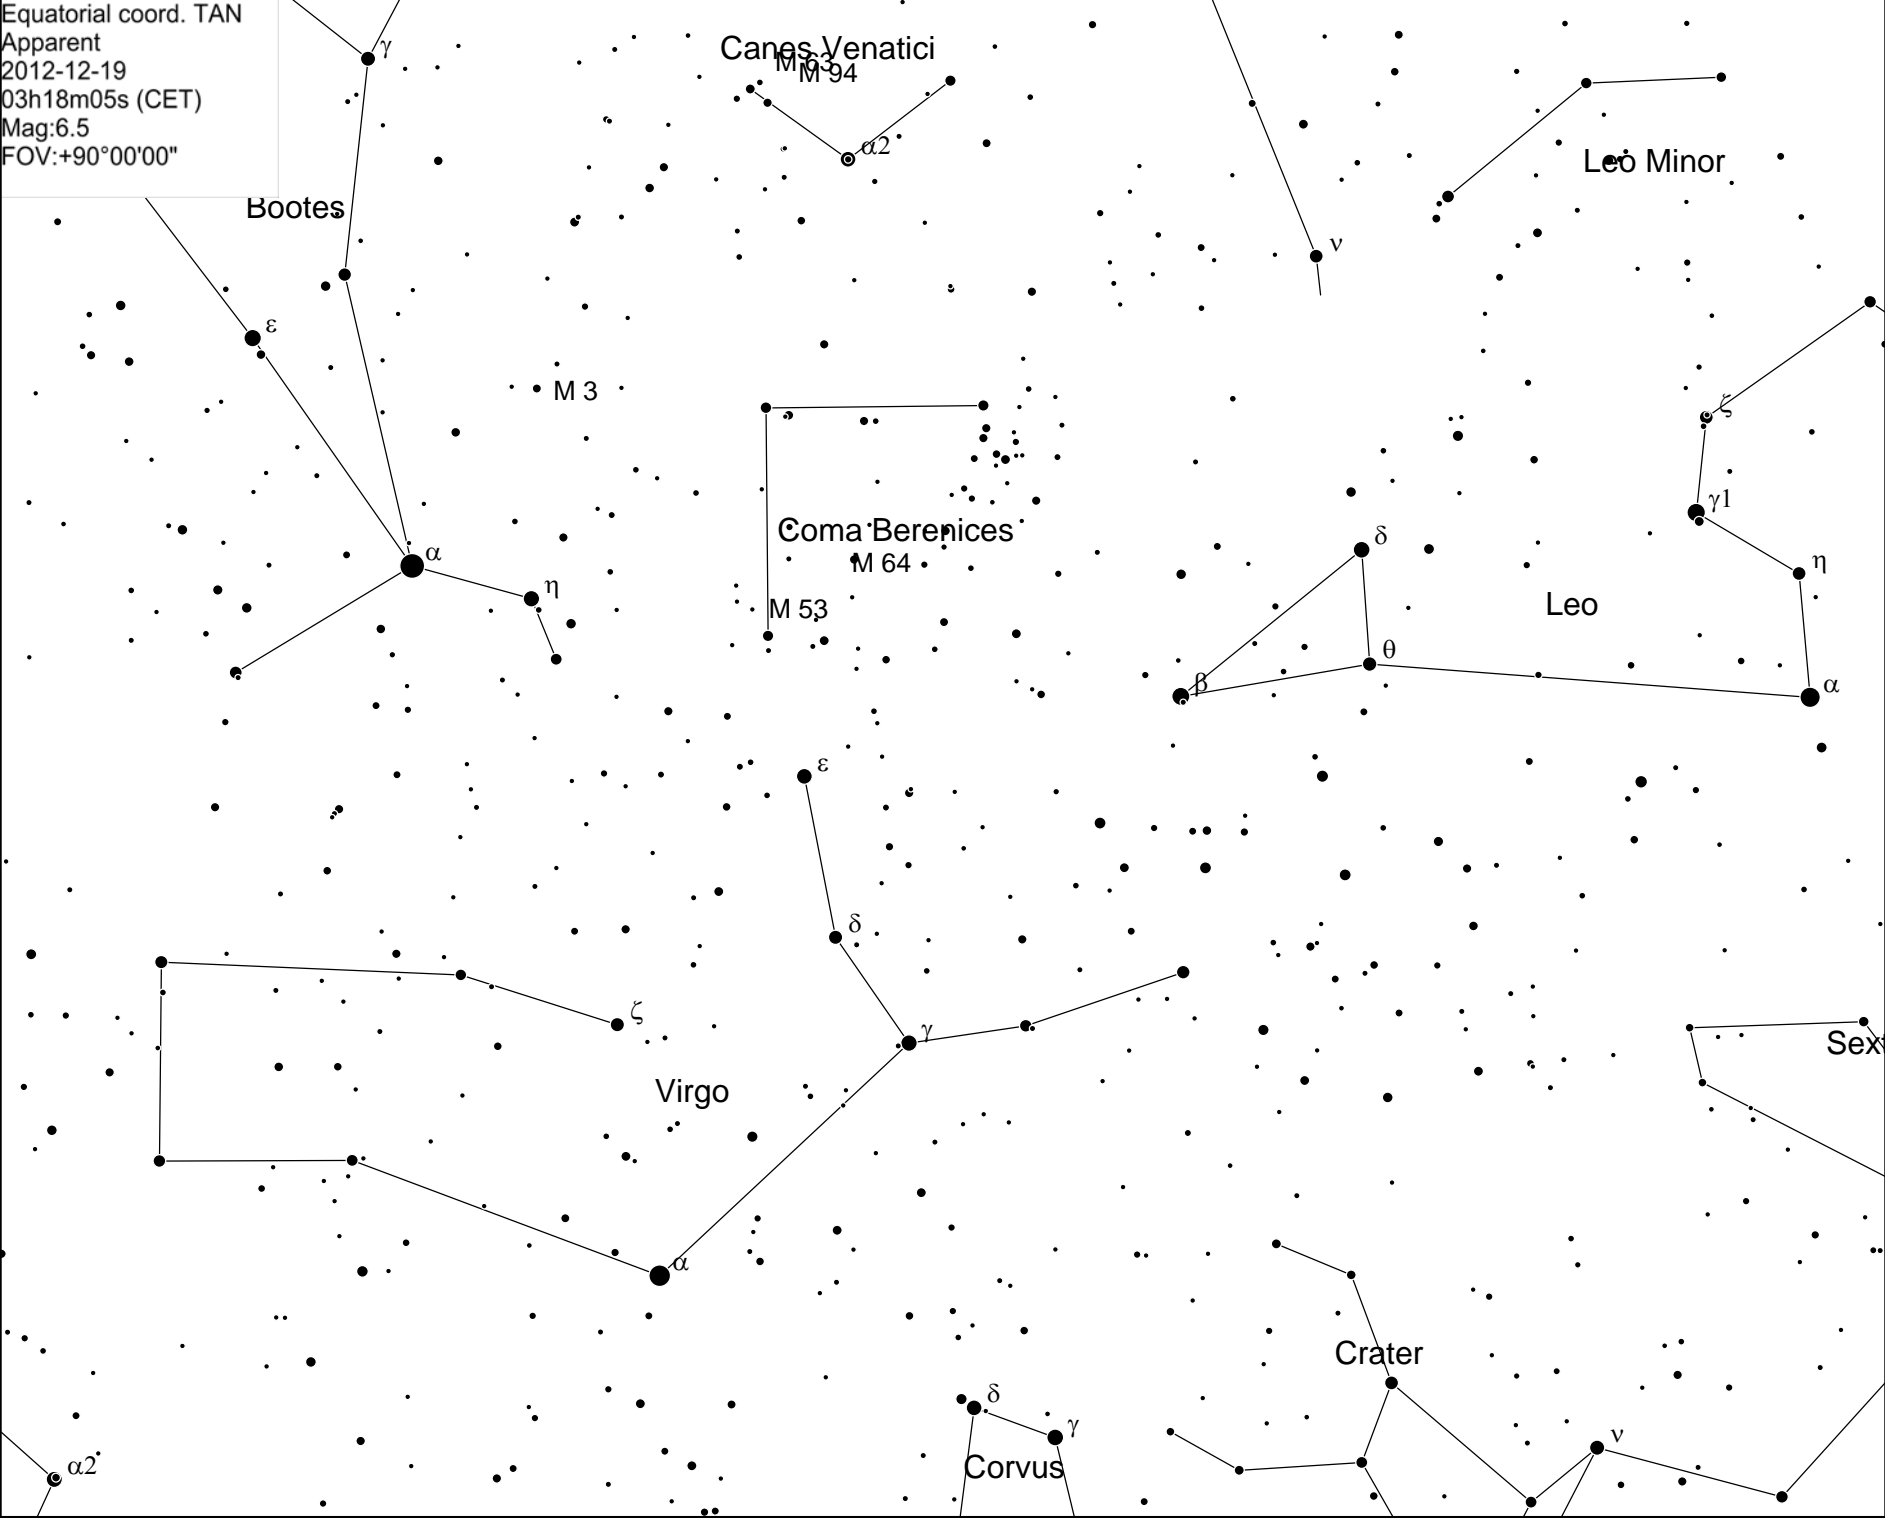 Equatorial coord. TAN
Apparent
2012-12-19
03h18m05s (CET)
Mag:6.5
FOV:+90°00'00"
γ
Canes Venatici
M 63
M 94
α2
Leo Minor
Bootes
ν
ε
M 3
ζ
γ1
Coma Berenices
δ
α
M 64
η
η
Leo
M 53
θ
β
α
ε
δ
ζ
γ
Sext
Virgo
α
Crater
δ
γ
ν
α2
Corvus